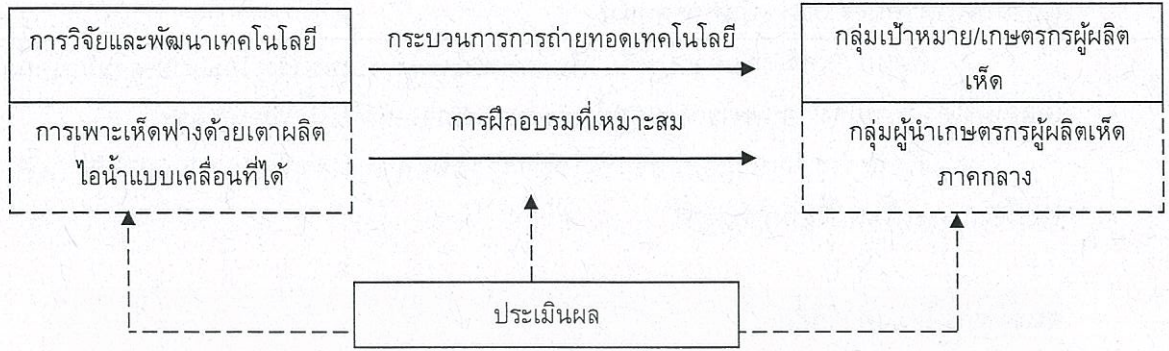 การวิจัยและพัฒนาเทคโนโลยี
การเพาะเห็ดฟางด้วยเตาผลิต
ไอน้ำแบบเคลื่อนที่ได้
กระบวนการการถ่ายทอดเทคโนโลยี
การฝึกอบรมที่เหมาะสม
กลุ่มเป้าหมาย/เกษตรกรผู้ผลิต
เห็ด
กลุ่มผู้นำเกษตรกรผู้ผลิตเห็ด
ภาคกลาง
ประเมินผล